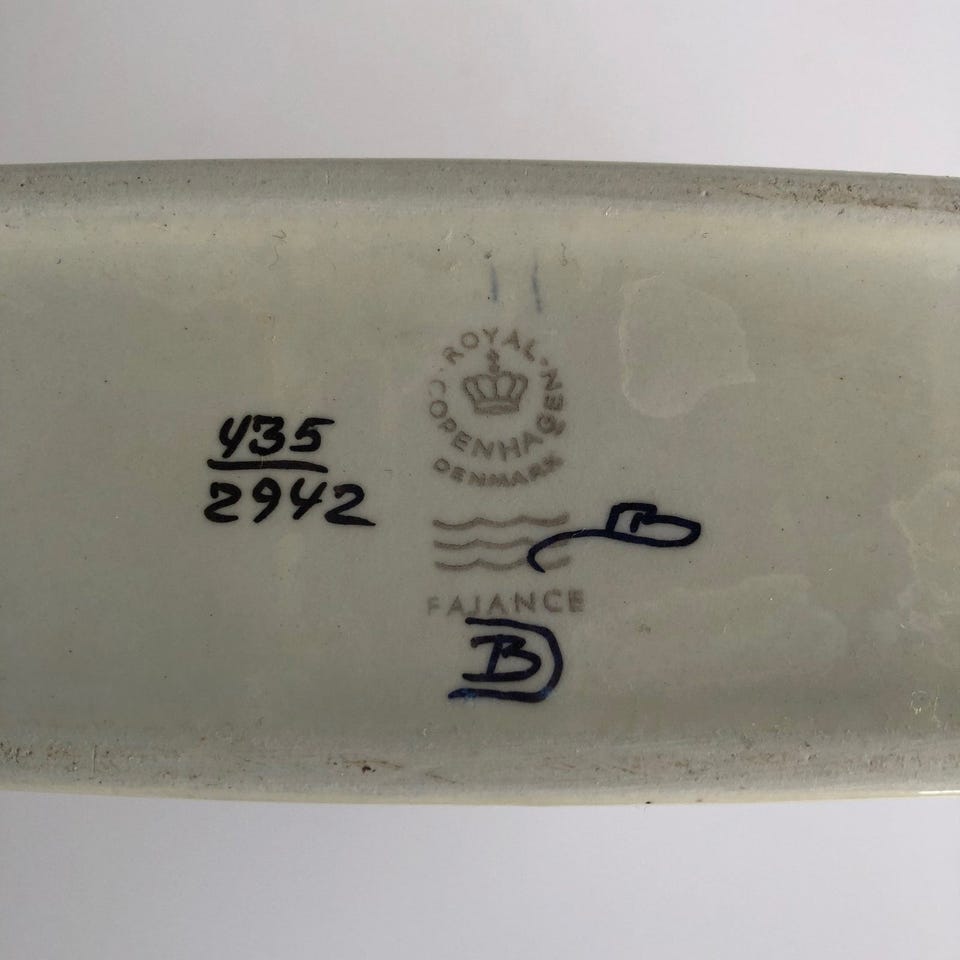 435
2942
ROYAL
COPENHAGEN
DENMARK
FAJANCE
B